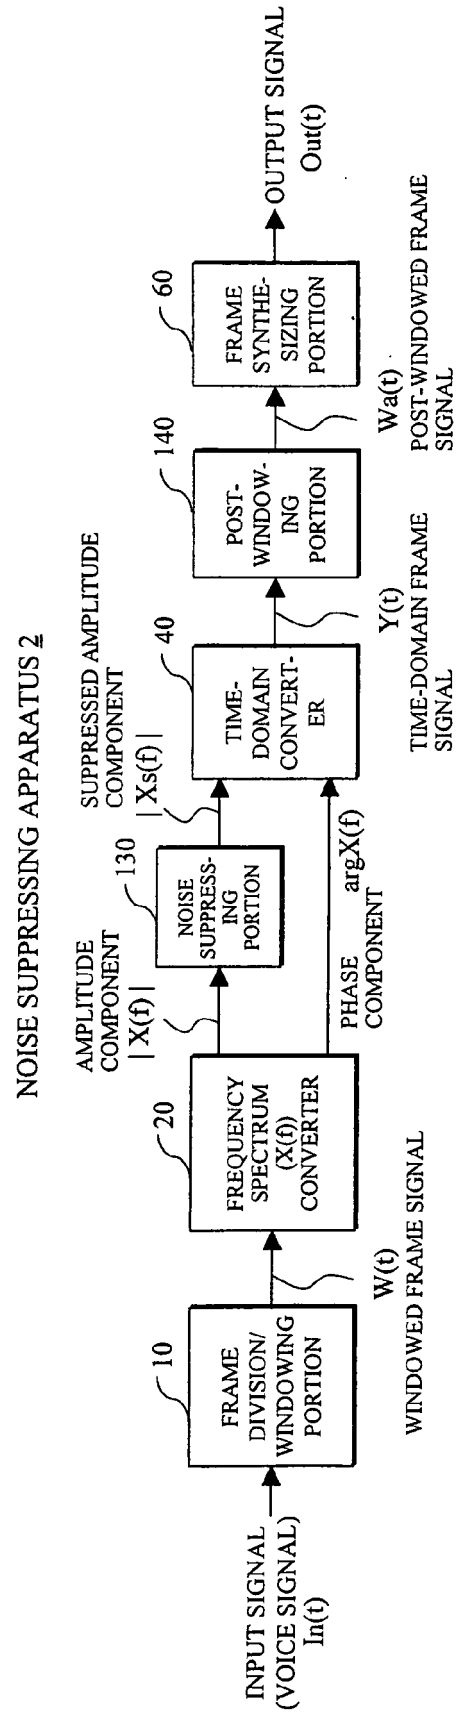 NOISE SUPPRESSING APPARATUS 2
INPUT SIGNAL
(VOICE SIGNAL)
In(t)
10
FRAME
DIVISION/
WINDOWING
PORTION
W(t)
WINDOWED FRAME SIGNAL
20
FREQUENCY
SPECTRUM
(X(f))
CONVERTER
AMPLITUDE
COMPONENT
|X(f)|
PHASE
COMPONENT
argX(f)
130
NOISE
SUPPRESS-
ING
PORTION
SUPPRESSED AMPLITUDE
COMPONENT
|Xs(f)|
40
TIME-
DOMAIN
CONVERT-
ER
Y(t)
TIME-DOMAIN FRAME
SIGNAL
140
POST-
WINDOW-
ING
PORTION
Wa(t)
POST-WINDOWED FRAME
SIGNAL
60
FRAME
SYNTHE-
SIZING
PORTION
OUTPUT SIGNAL
Out(t)